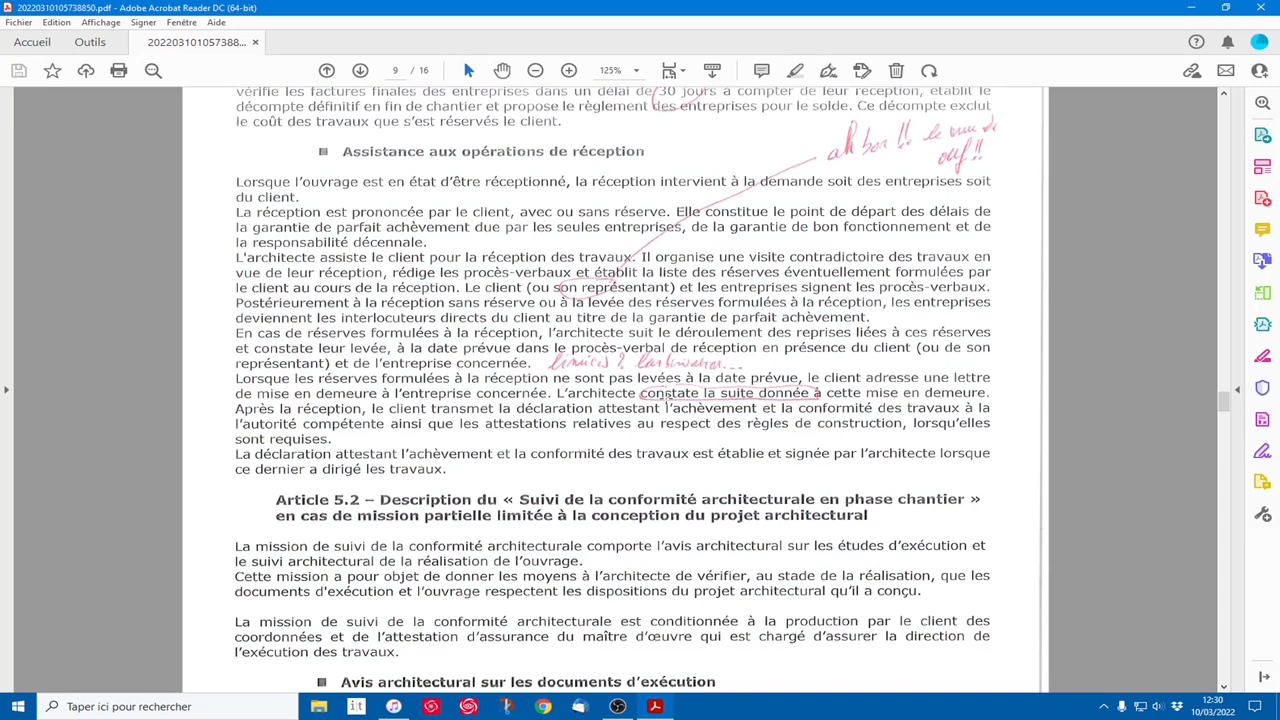 20220310105738850.pdf - Adobe Acrobat Reader DC (64-bit)
Fichier Edition Affichage Signer Fenêtre Aide
Accueil Outils 202203101057388... ×
9 / 16 125%
vérifie les factures finales des entreprises dans un délai de 30 jours à compter de leur réception, établit le
décompte définitif en fin de chantier et propose le règlement des entreprises pour le solde. Ce décompte exclut
le coût des travaux que s’est réservés le client.
ah bon !!
ouf !!
Assistance aux opérations de réception
Lorsque l’ouvrage est en état d’être réceptionné, la réception intervient à la demande soit des entreprises soit
du client.
La réception est prononcée par le client, avec ou sans réserve. Elle constitue le point de départ des délais de
la garantie de parfait achèvement due par les seules entreprises, de la garantie de bon fonctionnement et de
la responsabilité décennale.
L'architecte assiste le client pour la réception des travaux. Il organise une visite contradictoire des travaux en
vue de leur réception, rédige les procès-verbaux et établit la liste des réserves éventuellement formulées par
le client au cours de la réception. Le client (ou son représentant) et les entreprises signent les procès-verbaux.
Postérieurement à la réception sans réserve ou à la levée des réserves formulées à la réception, les entreprises
deviennent les interlocuteurs directs du client au titre de la garantie de parfait achèvement.
En cas de réserves formulées à la réception, l’architecte suit le déroulement des reprises liées à ces réserves
et constate leur levée, à la date prévue dans le procès-verbal de réception en présence du client (ou de son
représentant) et de l’entreprise concernée.
Lorsque les réserves formulées à la réception ne sont pas levées à la date prévue, le client adresse une lettre
de mise en demeure à l’entreprise concernée. L’architecte constate la suite donnée à cette mise en demeure.
Après la réception, le client transmet la déclaration attestant l’achèvement et la conformité des travaux à la
l’autorité compétente ainsi que les attestations relatives au respect des règles de construction, lorsqu’elles
sont requises.
La déclaration attestant l’achèvement et la conformité des travaux est établie et signée par l’architecte lorsque
ce dernier a dirigé les travaux.
Article 5.2 – Description du « Suivi de la conformité architecturale en phase chantier »
en cas de mission partielle limitée à la conception du projet architectural
La mission de suivi de la conformité architecturale comporte l’avis architectural sur les études d’exécution et
le suivi architectural de la réalisation de l’ouvrage.
Cette mission a pour objet de donner les moyens à l’architecte de vérifier, au stade de la réalisation, que les
documents d'exécution et l’ouvrage respectent les dispositions du projet architectural qu’il a conçu.
La mission de suivi de la conformité architecturale est conditionnée à la production par le client des
coordonnées et de l’attestation d’assurance du maître d’œuvre qui est chargé d’assurer la direction de
l’exécution des travaux.
Avis architectural sur les documents d’exécution
Taper ici pour rechercher
12:30
10/03/2022